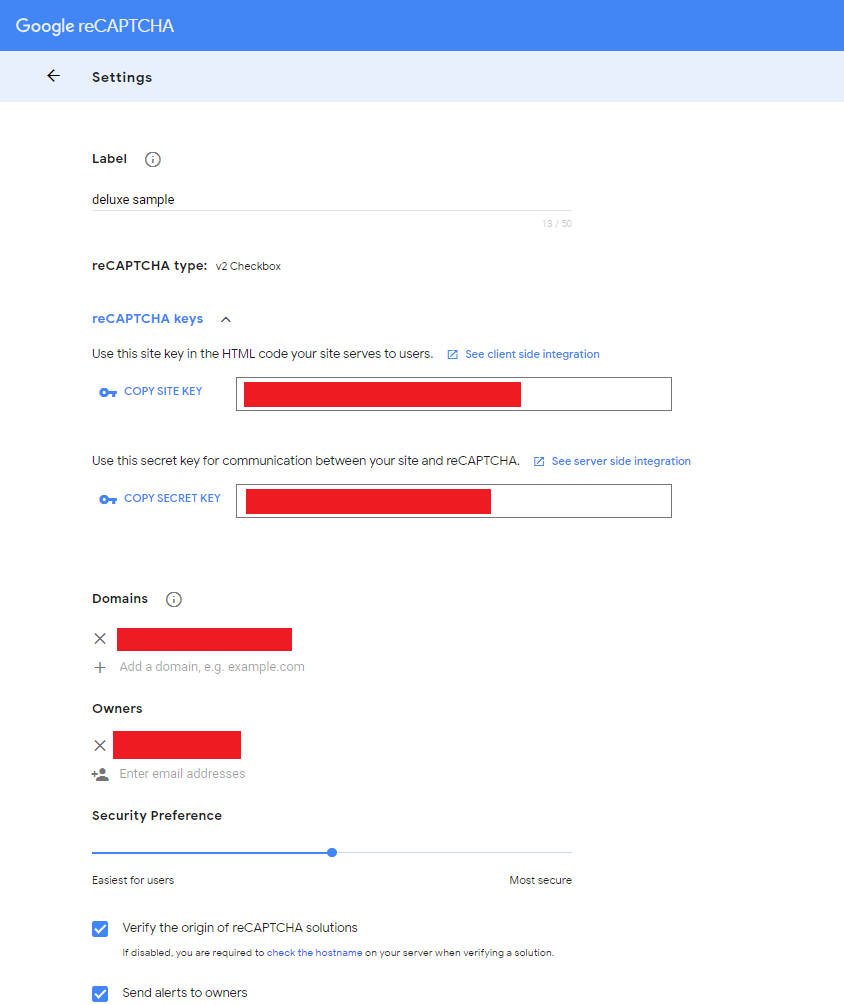 Google reCAPTCHA
Settings
Label
deluxe sample
13 / 50
reCAPTCHA type: v2 Checkbox
reCAPTCHA keys
Use this site key in the HTML code your site serves to users. See client side integration
COPY SITE KEY
Use this secret key for communication between your site and reCAPTCHA. See server side integration
COPY SECRET KEY
Domains
Add a domain, e.g. example.com
Owners
Enter email addresses
Security Preference
Easiest for users Most secure
Verify the origin of reCAPTCHA solutions
If disabled, you are required to check the hostname on your server when verifying a solution.
Send alerts to owners